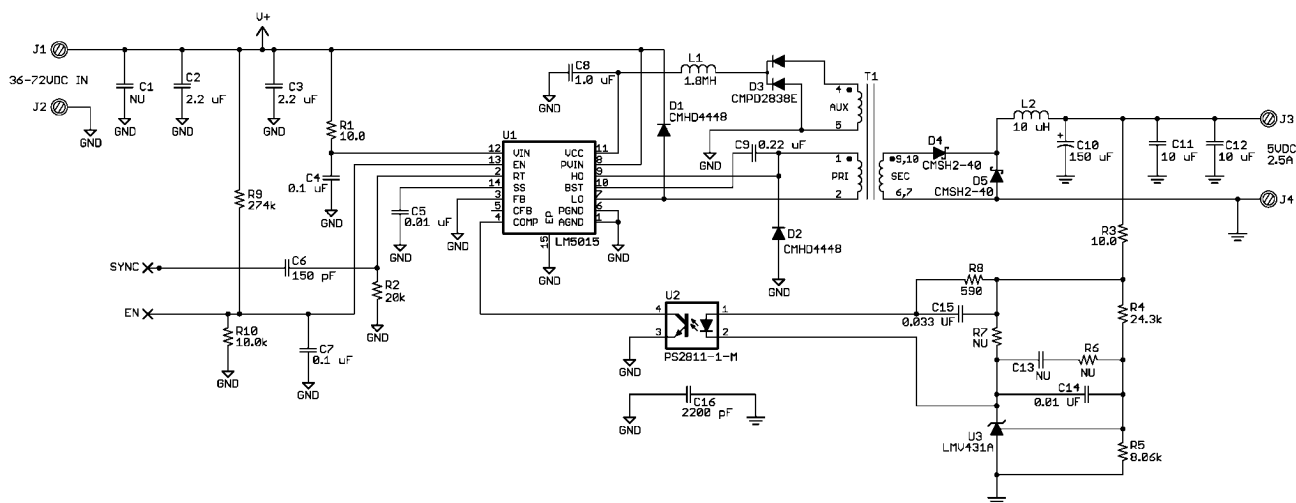 V+
J1
36-72VDC IN
J2
GND
C1
NU
GND
C2
2.2 uF
GND
C3
2.2 uF
GND
R1
10.0
C4
0.1 uF
GND
R9
274k
C8
1.0 uF
GND
L1
1.8MH
D3
CMPD2838E
GND
D1
CMHD4448
C9
0.22 uF
T1
4
AUX
5
1
PRI
2
9,10
SEC
6,7
D4
CMSH2-40
D5
CMSH2-40
L2
10 uH
C10
+
150 uF
C11
10 uF
C12
10 uF
J3
5VDC
2.5A
J4
U1
12 VIN VCC 11
13 EN PVIN 8
2 RT HO 9
14 SS BST 10
3 FB LO 7
5 CFB PGND 6
4 COMP AGND 1
EP
15
LM5015
GND
GND
GND
C5
0.01 uF
GND
D2
CMHD4448
GND
SYNC
C6
150 pF
R2
20k
GND
EN
R10
10.0k
GND
C7
0.1 uF
GND
U2
4
3
1
2
PS2811-1-M
GND
C16
2200 pF
GND
R8
590
C15
0.033 UF
R3
10.0
R4
24.3k
R7
NU
C13
NU
R6
NU
C14
0.01 UF
U3
LMV431A
R5
8.06k